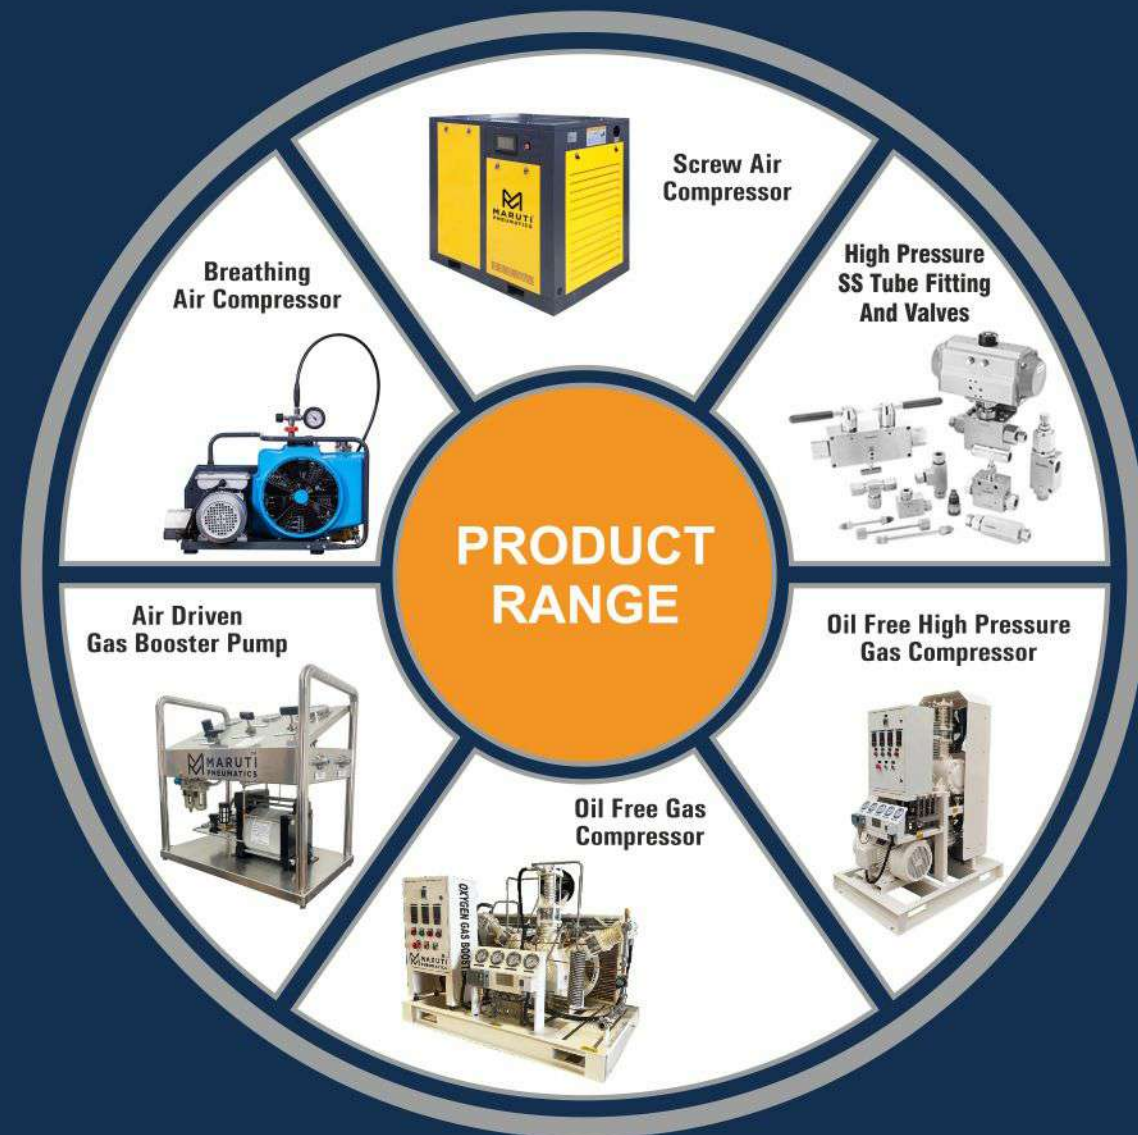 Screw Air
Compressor
MARUTI
PNEUMATICS
High Pressure
SS Tube Fitting
And Valves
Breathing
Air Compressor
PRODUCT
RANGE
Air Driven
Gas Booster Pump
MARUTI
PNEUMATICS
Oil Free High Pressure
Gas Compressor
Oil Free Gas
Compressor
OXYGEN GAS BOOST
MARUTI
PNEUMATICS